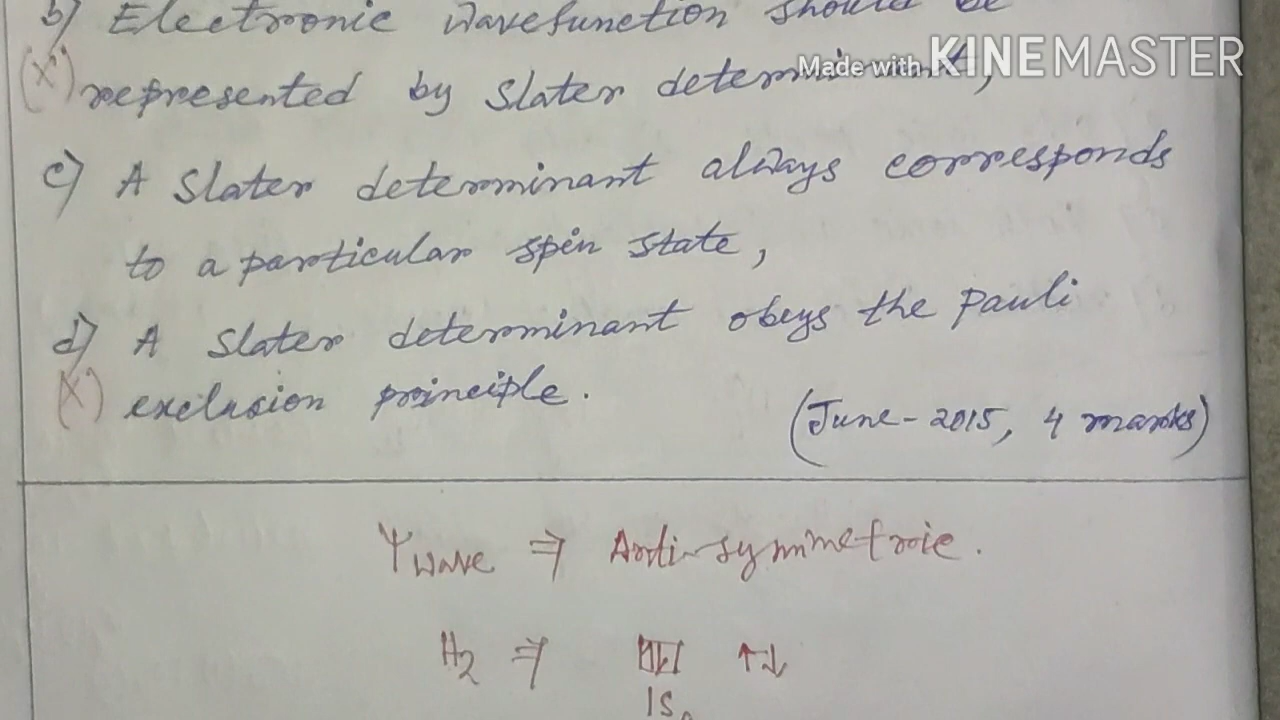 b) Electronic wavefunction should be
(X) represented by Slater determinant,
Made with KINEMASTER
c) A Slater determinant always corresponds
to a particular spin state,
d) A Slater determinant obeys the Pauli
(X) exclusion principle.
(June-2015, 4 marks)
Ψwave ⇒ Anti-symmetric.
H₂ ⇒ ↑↓ ↑↓
1S